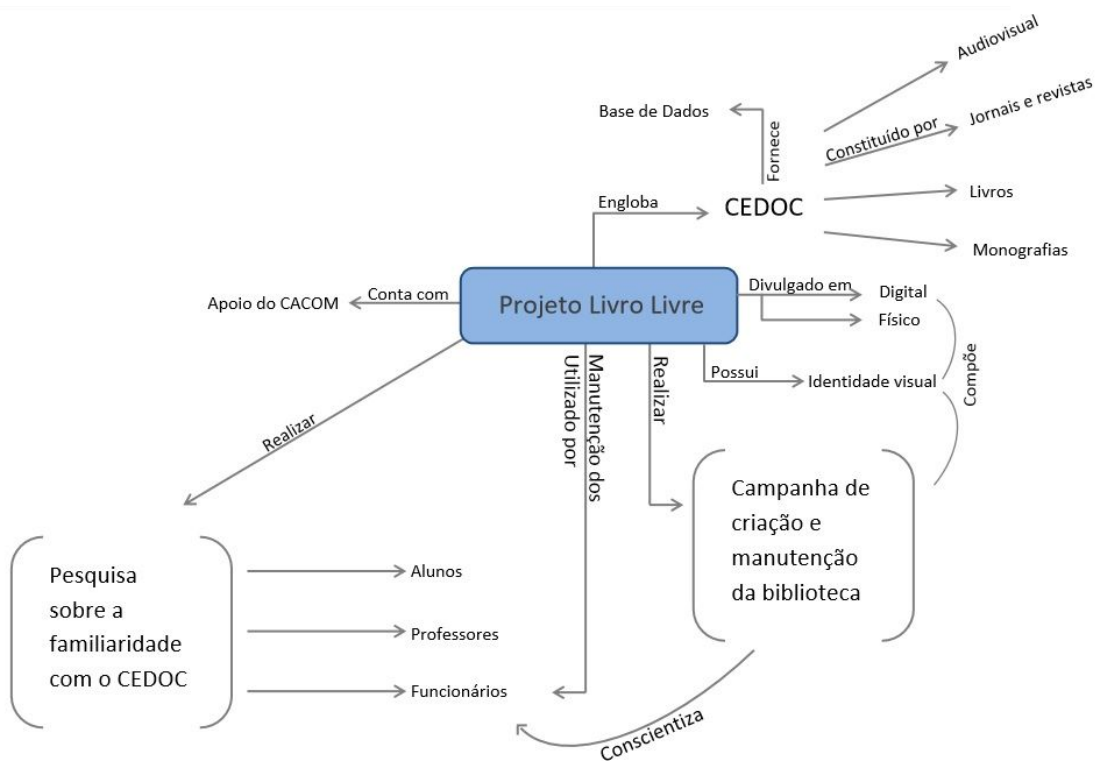 Audiovisual
Base de Dados
Fornece
Constituído por
Jornais e revistas
Engloba
CEDOC
Livros
Monografias
Apoio do CACOM
Conta com
Projeto Livro Livre
Divulgado em
Digital
Físico
Possui
Identidade visual
Compõe
Realizar
Utilizado por
Manutenção dos
Realizar
Campanha de
criação e
manutenção
da biblioteca
Pesquisa
sobre a
familiaridade
com o CEDOC
Alunos
Professores
Funcionários
Conscientiza